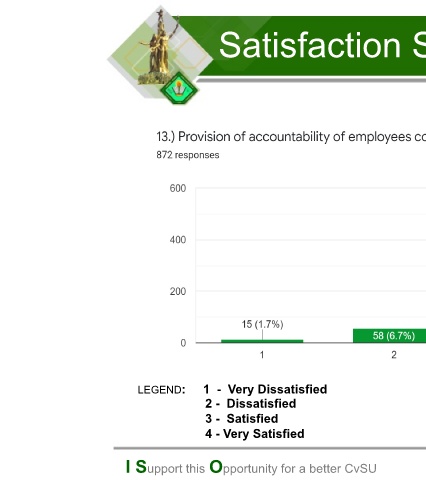 Satisfaction S
13.) Provision of accountability of employees co
872 responses
600
400
200
0
15 (1.7%)
58 (6.7%)
1
2
LEGEND: 1 - Very Dissatisfied
2 - Dissatisfied
3 - Satisfied
4 - Very Satisfied
I Support this Opportunity for a better CvSU